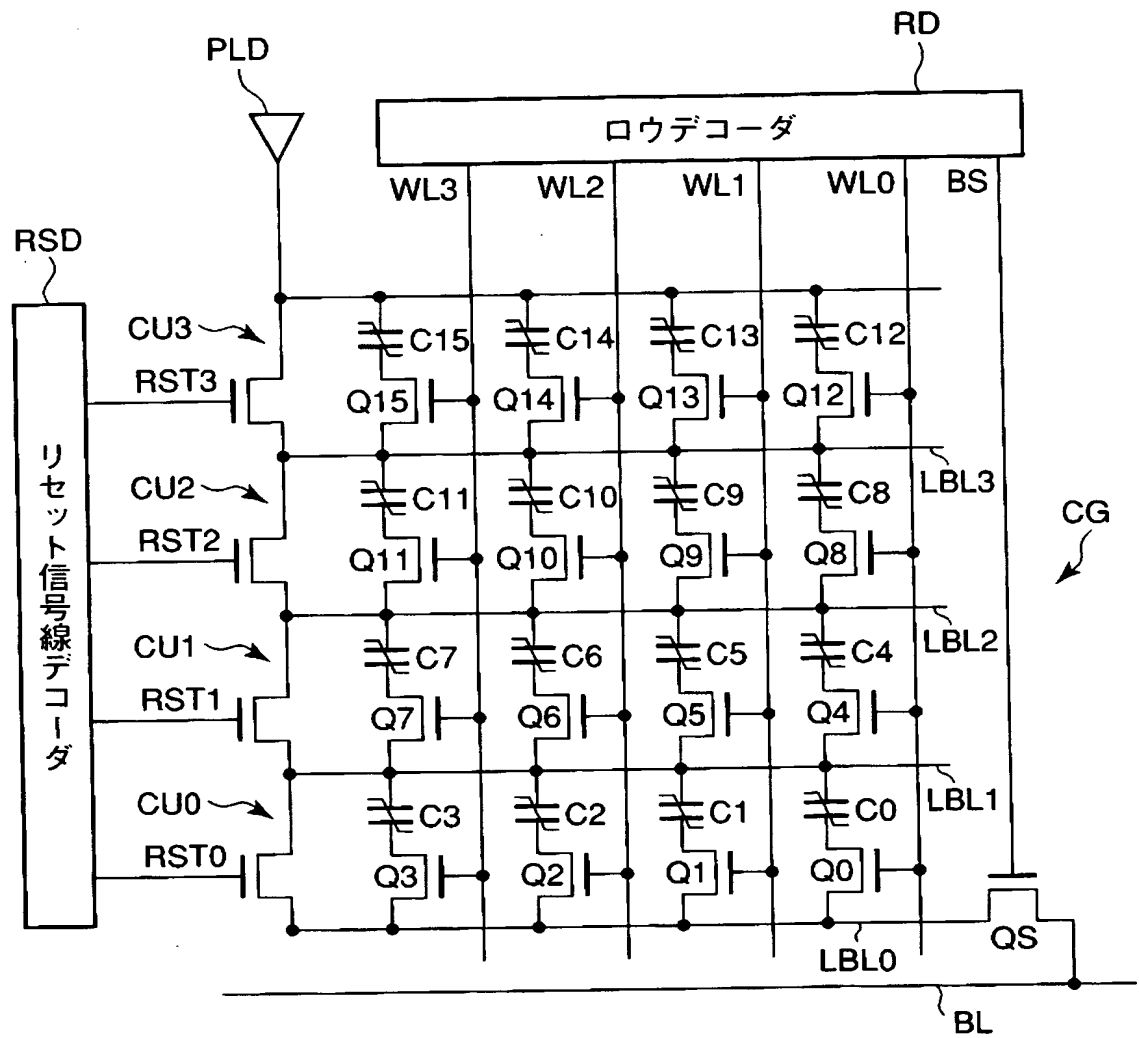 RD
PLD
ロウデコーダ
WL3 WL2 WL1 WL0 BS
RSD
CU3 C15 C14 C13 C12
RST3 Q15 Q14 Q13 Q12
LBL3
CU2 C11 C10 C9 C8
CG
RST2 Q11 Q10 Q9 Q8
リセット信号線デコーダ
LBL2
CU1 C7 C6 C5 C4
RST1 Q7 Q6 Q5 Q4
LBL1
CU0 C3 C2 C1 C0
RST0 Q3 Q2 Q1 Q0
QS
LBL0
BL